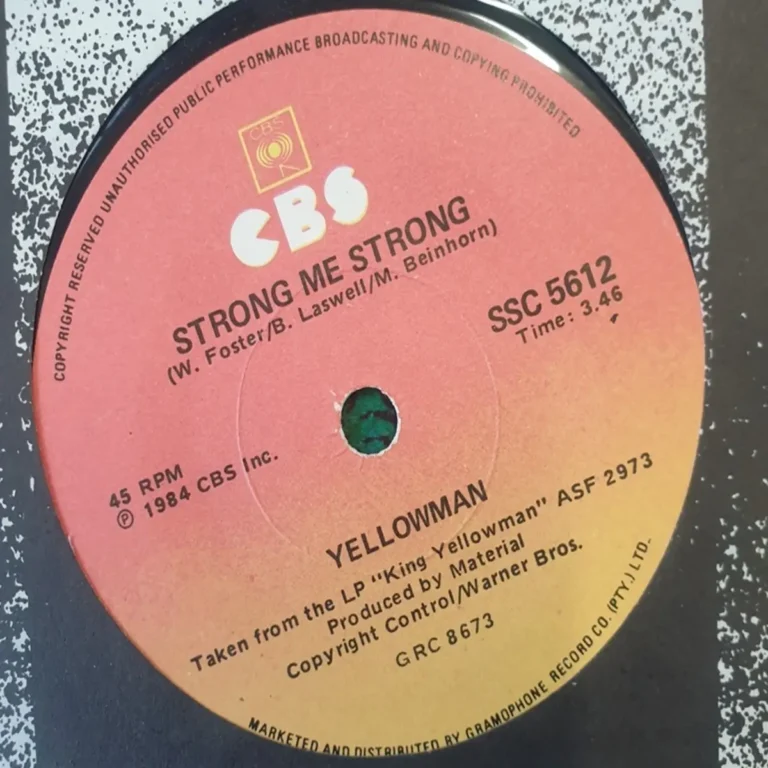 COPYRIGHT RESERVED UNAUTHORISED PUBLIC PERFORMANCE BROADCASTING AND COPYING PROHIBITED
CBS
CBS
STRONG ME STRONG
(W. Foster/B. Laswell/M. Beinhorn)
SSC 5612
Time: 3.46
45 RPM
Ⓟ 1984 CBS Inc.
YELLOWMAN
Taken from the LP "King Yellowman" ASF 2973
Produced by Material
Copyright Control/Warner Bros.
GRC 8673
MARKETED AND DISTRIBUTED BY GRAMOPHONE RECORD CO. (PTY.) LTD.